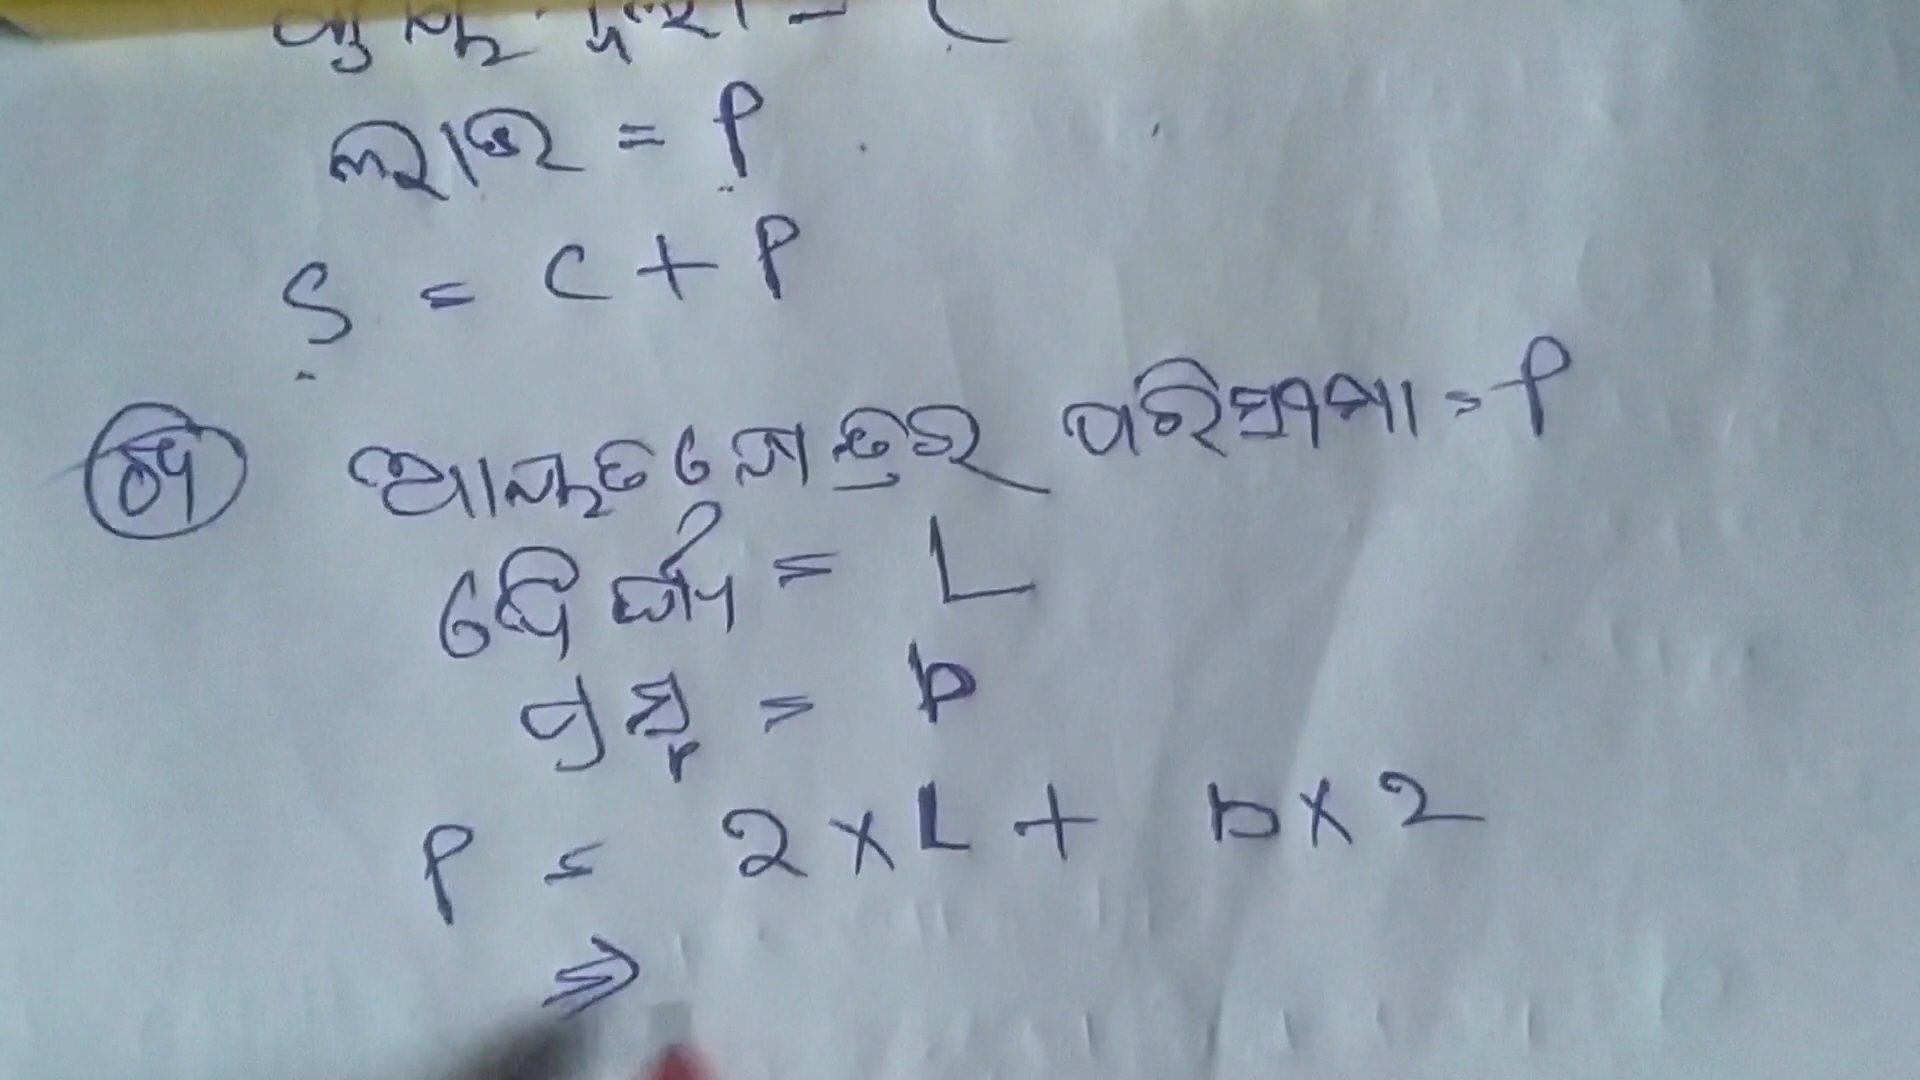 ଲାଭ = P
S = C + P
ଆୟତକ୍ଷେତ୍ରର ପରିସୀମା = P
ଦୈର୍ଘ୍ୟ = L
ପ୍ରସ୍ଥ = b
P = 2 x L + b x 2
⇒